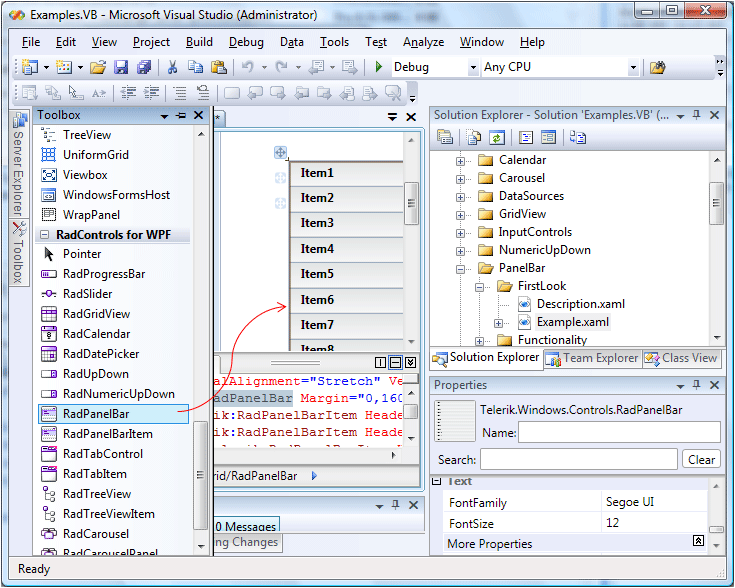 Examples.VB - Microsoft Visual Studio (Administrator)
File Edit View Project Build Debug Data Tools Test Analyze Window Help
Debug Any CPU
Server Explorer
Toolbox
Toolbox
TreeView
UniformGrid
Viewbox
WindowsFormsHost
WrapPanel
RadControls for WPF
Pointer
RadProgressBar
RadSlider
RadGridView
RadCalendar
RadDatePicker
RadUpDown
RadNumericUpDown
RadPanelBar
RadPanelBarItem
RadTabControl
RadTabItem
RadTreeView
RadTreeViewItem
RadCarousel
RadCarouselPanel
Item1
Item2
Item3
Item4
Item5
Item6
Item7
Item8
alAlignment="Stretch" Ve
adPanelBar Margin="0,160
ik:RadPanelBarItem Heade
ik:RadPanelBarItem Heade
rid/RadPanelBar
0 Messages
ng Changes
Solution Explorer - Solution 'Examples.VB' (...
Calendar
Carousel
DataSources
GridView
InputControls
NumericUpDown
PanelBar
FirstLook
Description.xaml
Example.xaml
Functionality
Solution Explorer Team Explorer Class View
Properties
Telerik.Windows.Controls.RadPanelBar
Name:
Search: Clear
Text
FontFamily Segoe UI
FontSize 12
More Properties
Ready